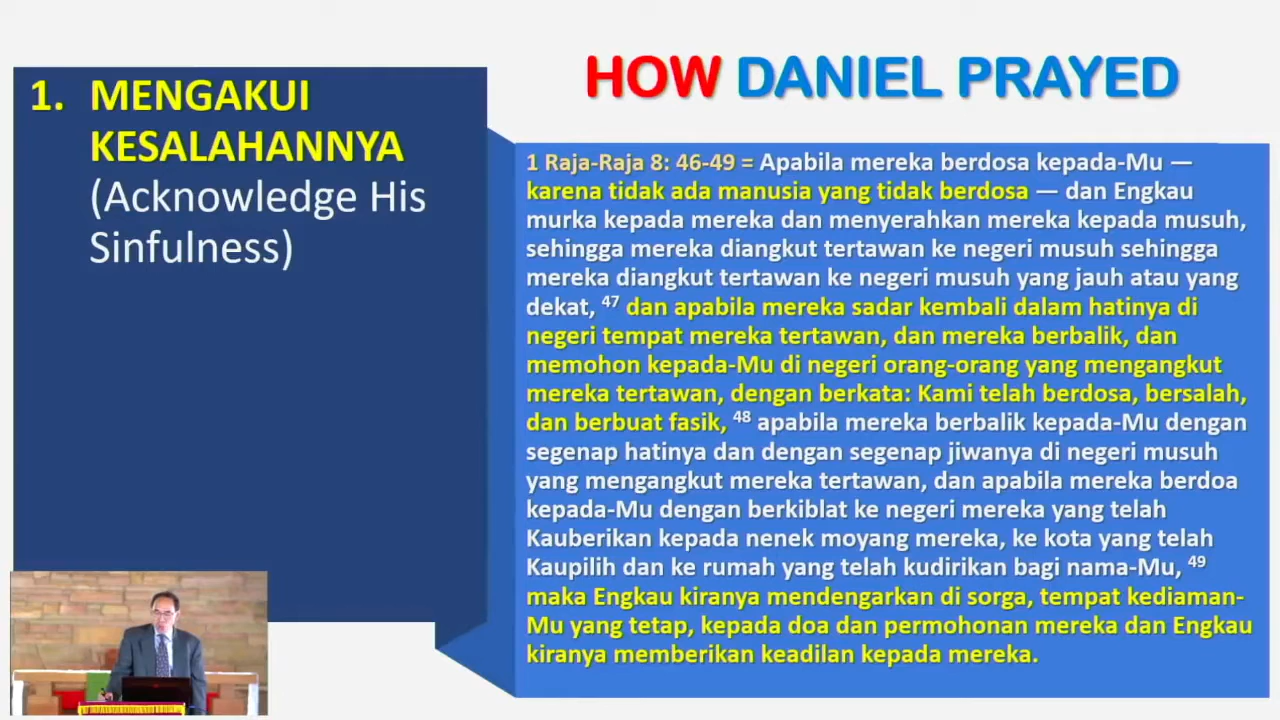 HOW DANIEL PRAYED
1. MENGAKUI
KESALAHANNYA
(Acknowledge His
Sinfulness)
1 Raja-Raja 8: 46-49 = Apabila mereka berdosa kepada-Mu —
karena tidak ada manusia yang tidak berdosa — dan Engkau
murka kepada mereka dan menyerahkan mereka kepada musuh,
sehingga mereka diangkut tertawan ke negeri musuh sehingga
mereka diangkut tertawan ke negeri musuh yang jauh atau yang
dekat, 47 dan apabila mereka sadar kembali dalam hatinya di
negeri tempat mereka tertawan, dan mereka berbalik, dan
memohon kepada-Mu di negeri orang-orang yang mengangkut
mereka tertawan, dengan berkata: Kami telah berdosa, bersalah,
dan berbuat fasik, 48 apabila mereka berbalik kepada-Mu dengan
segenap hatinya dan dengan segenap jiwanya di negeri musuh
yang mengangkut mereka tertawan, dan apabila mereka berdoa
kepada-Mu dengan berkiblat ke negeri mereka yang telah
Kauberikan kepada nenek moyang mereka, ke kota yang telah
Kaupilih dan ke rumah yang telah kudirikan bagi nama-Mu, 49
maka Engkau kiranya mendengarkan di sorga, tempat kediaman-
Mu yang tetap, kepada doa dan permohonan mereka dan Engkau
kiranya memberikan keadilan kepada mereka.